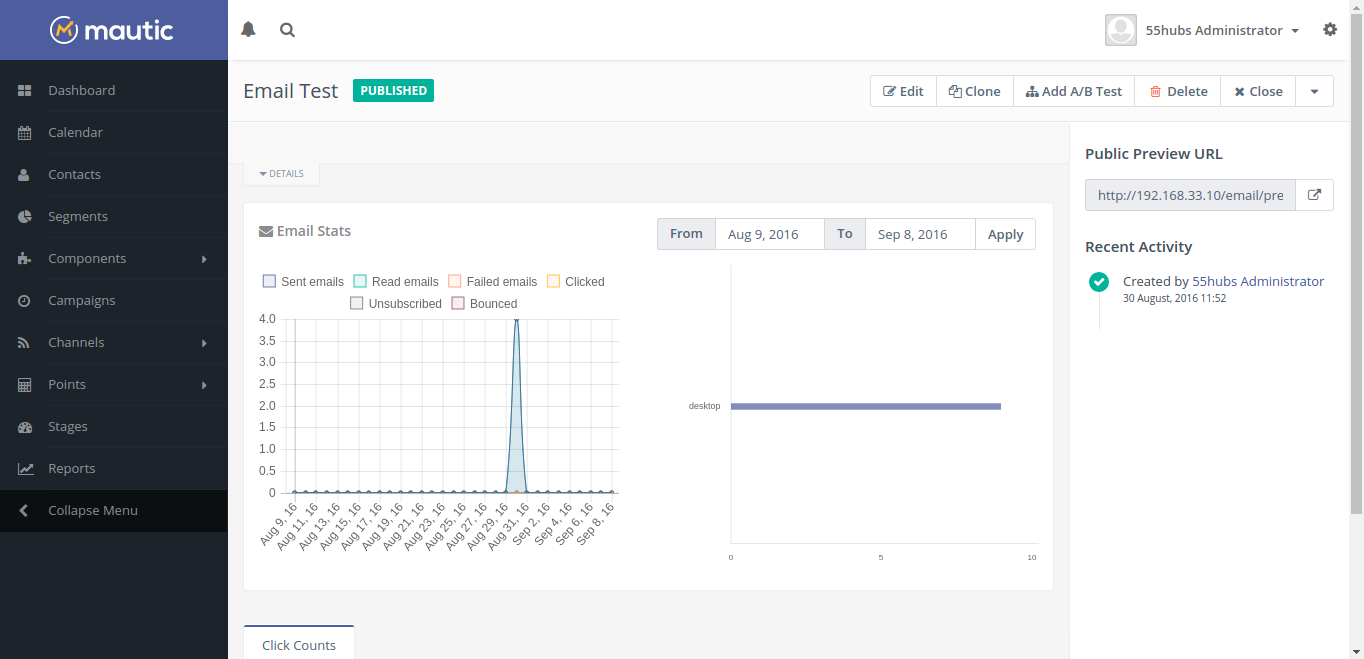 mautic
55hubs Administrator
Dashboard
Calendar
Contacts
Segments
Components
Campaigns
Channels
Points
Stages
Reports
Collapse Menu
Email Test PUBLISHED
Edit Clone Add A/B Test Delete Close
DETAILS
Email Stats
From Aug 9, 2016 To Sep 8, 2016 Apply
Sent emails Read emails Failed emails Clicked
Unsubscribed Bounced
4.0
3.5
3.0
2.5
2.0
1.5
1.0
0.5
0
Aug 9, 16
Aug 11, 16
Aug 13, 16
Aug 15, 16
Aug 17, 16
Aug 19, 16
Aug 21, 16
Aug 23, 16
Aug 25, 16
Aug 27, 16
Aug 29, 16
Aug 31, 16
Sep 2, 16
Sep 4, 16
Sep 6, 16
Sep 8, 16
desktop
0 5 10
Click Counts
Public Preview URL
http://192.168.33.10/email/pre
Recent Activity
Created by 55hubs Administrator
30 August, 2016 11:52